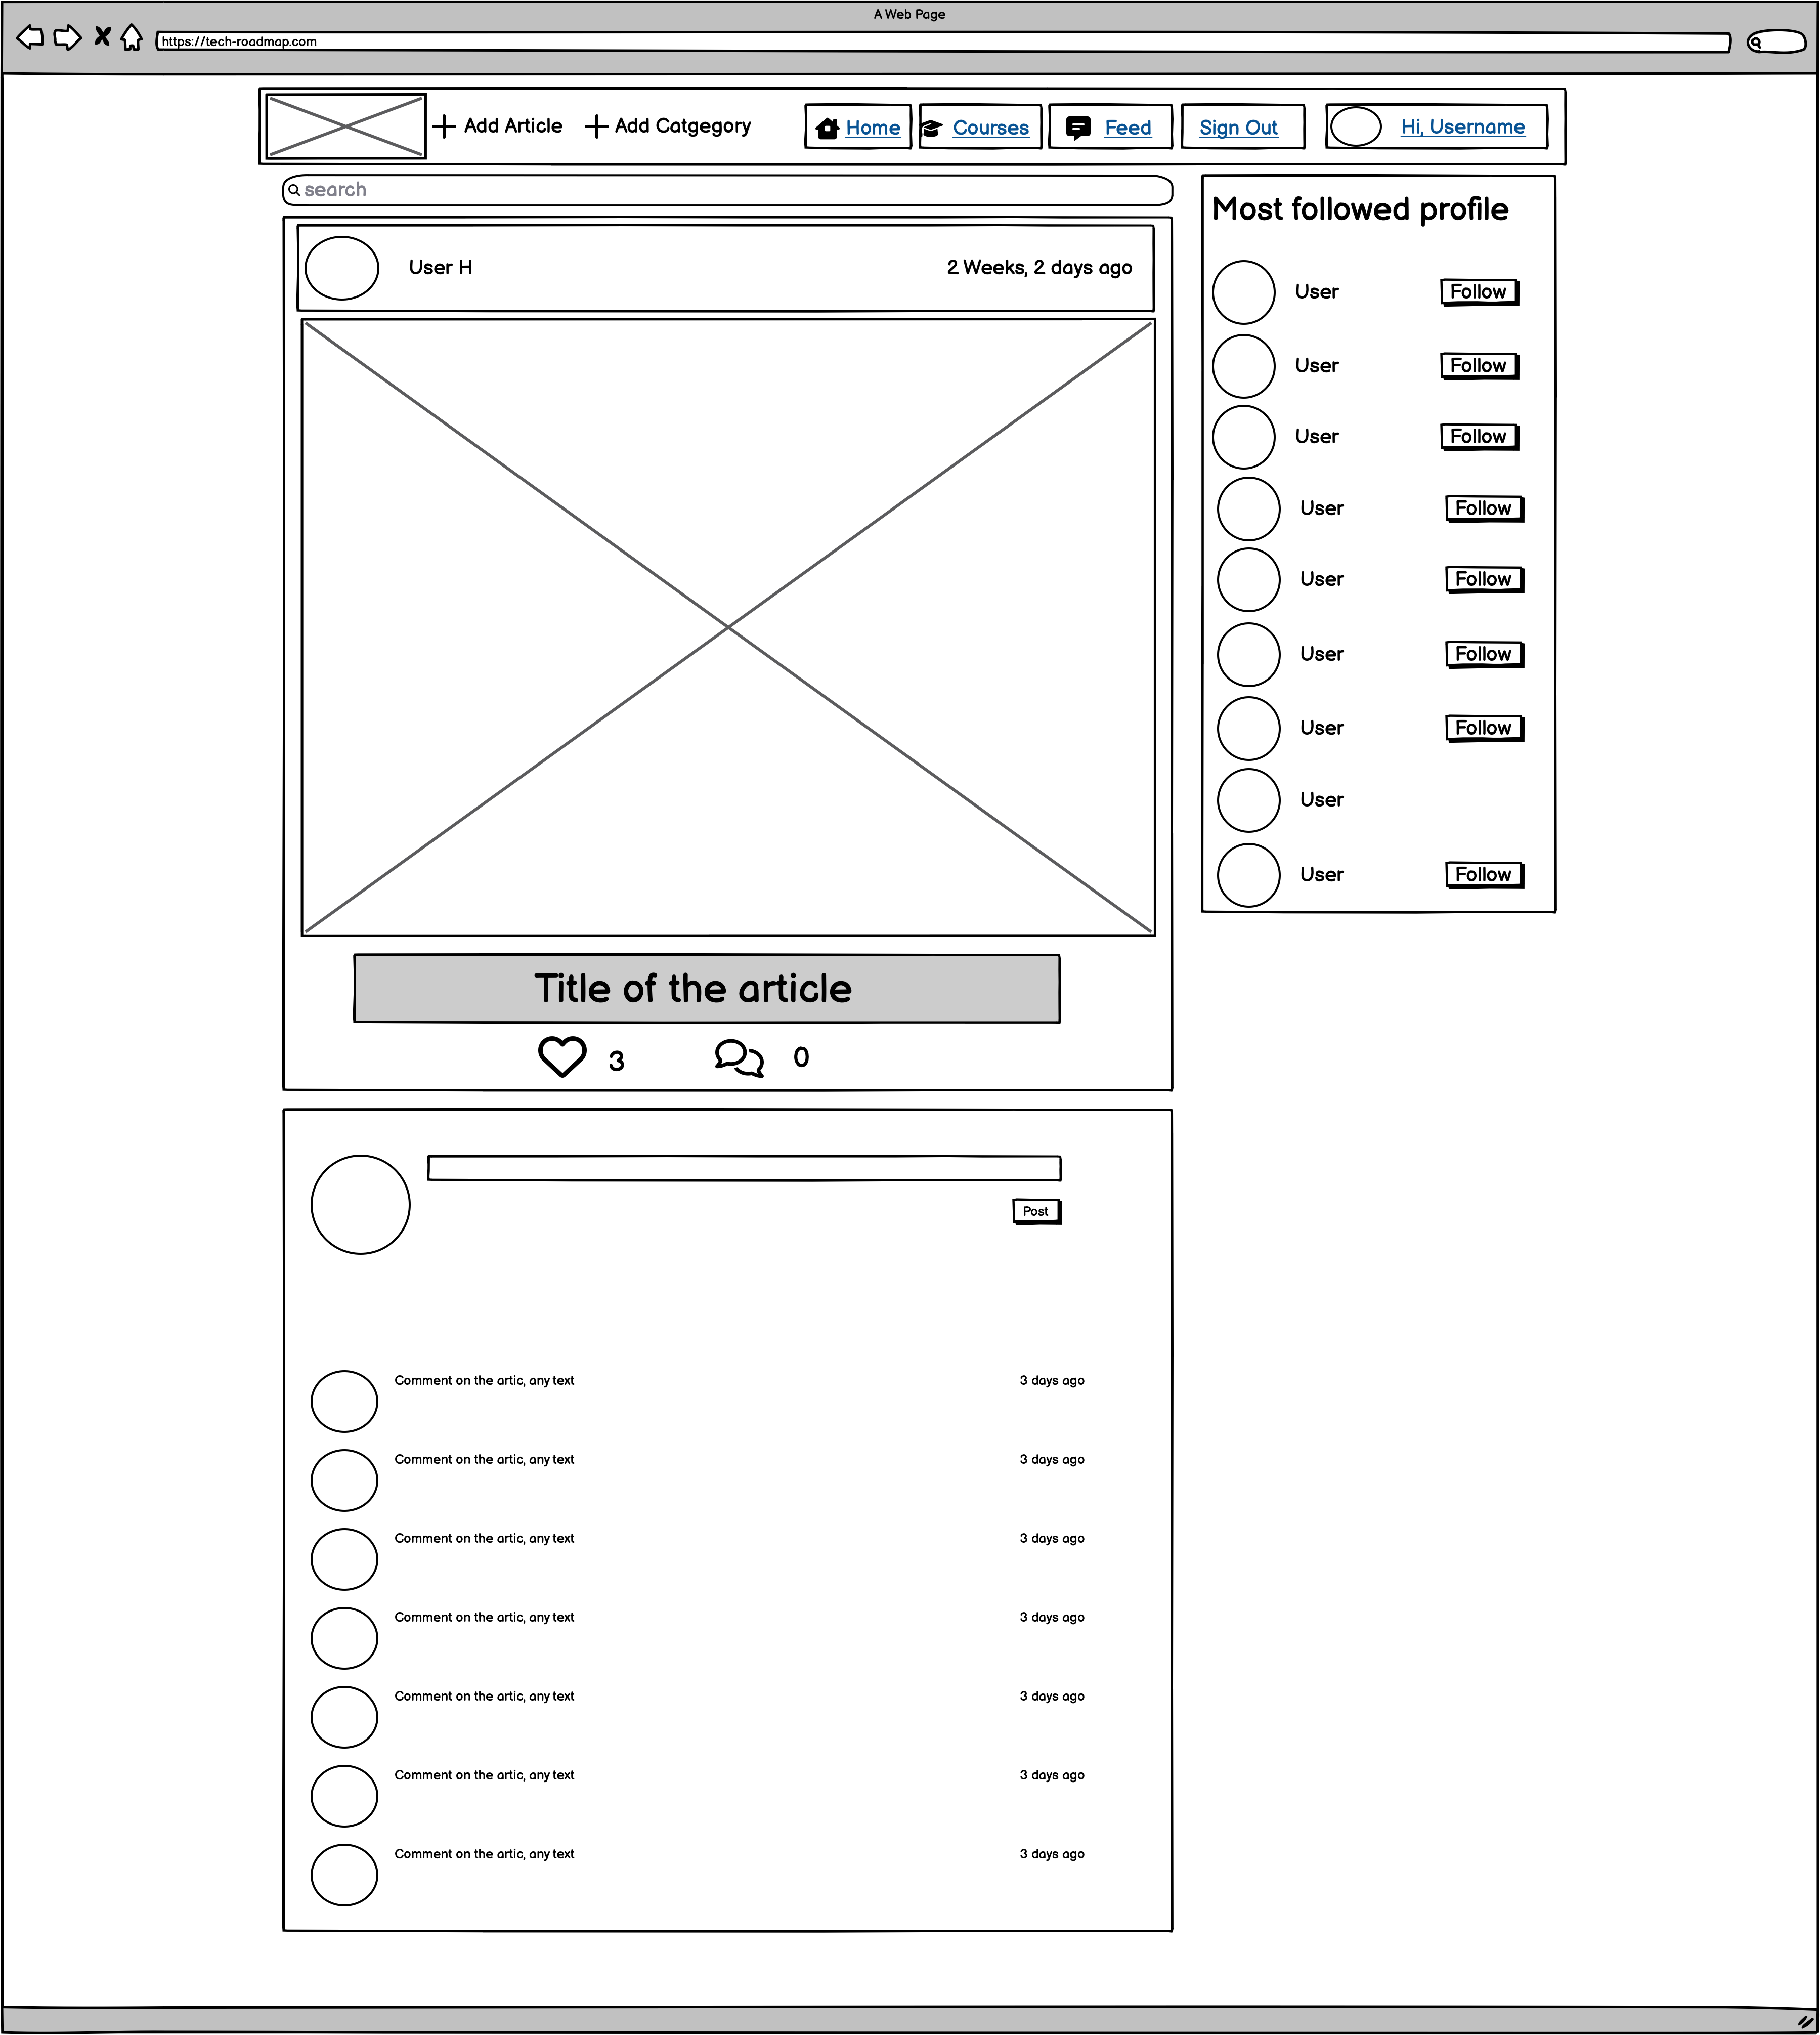 A Web Page
https://tech-roadmap.com
Add Article Add Catgegory Home Courses Feed Sign Out Hi, Username
search
User H 2 Weeks, 2 days ago
Title of the article
3 0
Post
Comment on the artic, any text 3 days ago
Comment on the artic, any text 3 days ago
Comment on the artic, any text 3 days ago
Comment on the artic, any text 3 days ago
Comment on the artic, any text 3 days ago
Comment on the artic, any text 3 days ago
Comment on the artic, any text 3 days ago
Most followed profile
User Follow
User Follow
User Follow
User Follow
User Follow
User Follow
User Follow
User
User Follow